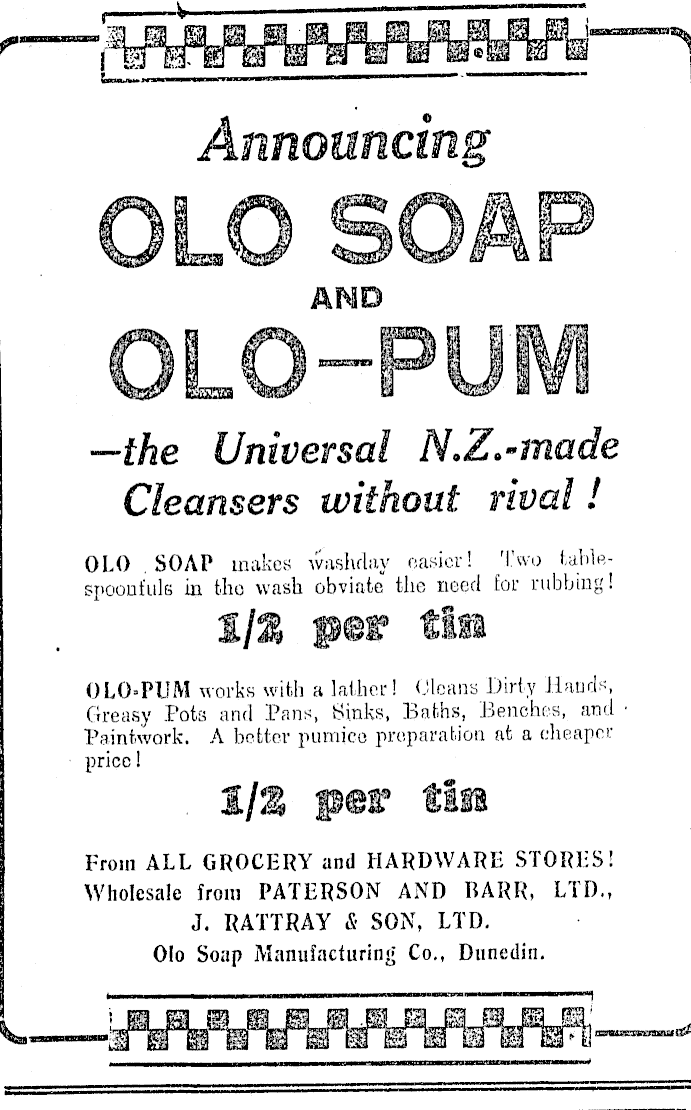 Announcing
OLO SOAP
AND
OLO-PUM
—the Universal N.Z.-made
Cleansers without rival!
OLO SOAP makes washday easier! Two table-
spoonfuls in the wash obviate the need for rubbing!
1/2 per tin
OLO-PUM works with a lather! Cleans Dirty Hands,
Greasy Pots and Pans, Sinks, Baths, Benches, and
Paintwork. A better pumice preparation at a cheaper
price!
1/2 per tin
From ALL GROCERY and HARDWARE STORES!
Wholesale from PATERSON AND BARR, LTD.,
J. RATTRAY & SON, LTD.
Olo Soap Manufacturing Co., Dunedin.